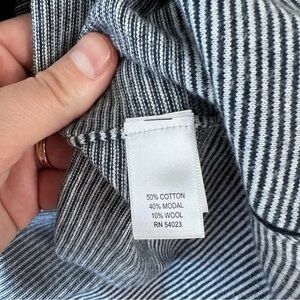 50% COTTON
40% MODAL
10% WOOL
RN 54023